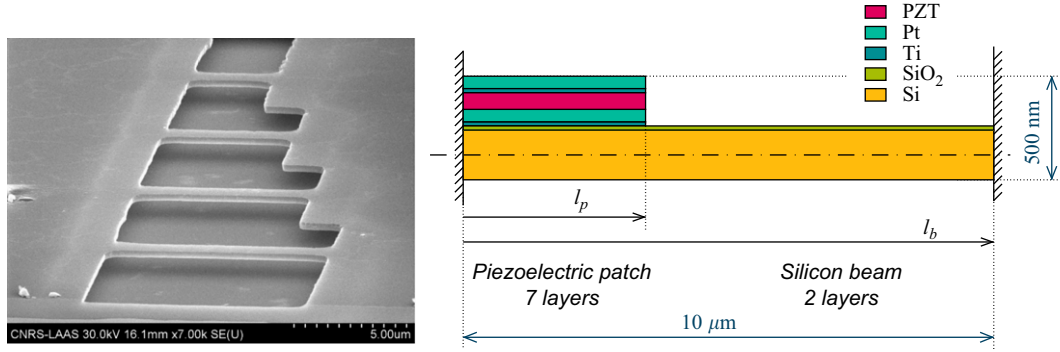 CNRS-LAAS 30.0kV 16.1mm x7.00k SE(U)
5.00um
PZT
Pt
Ti
SiO₂
Si
500 nm
lₚ
l_b
Piezoelectric patch
7 layers
Silicon beam
2 layers
10 μm